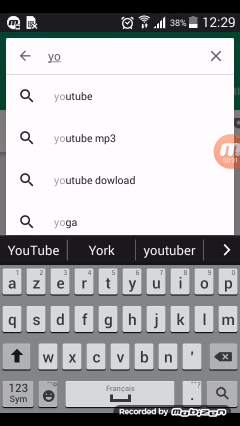 38% 12:29
yo
youtube
youtube mp3
youtube dowload
yoga
YouTube York youtuber
a z e r t y u i o p
q s d f g h j k l m
w x c v b n '
123 Sym Français .
Recorded by mobizen